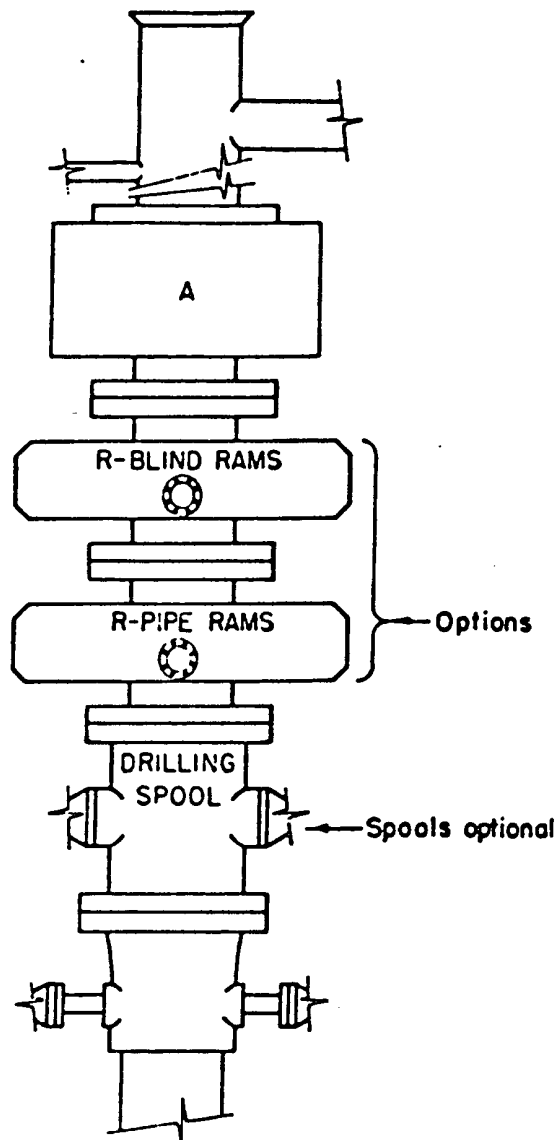 A
R-BLIND RAMS
R-PIPE RAMS
Options
DRILLING
SPOOL
Spools optional